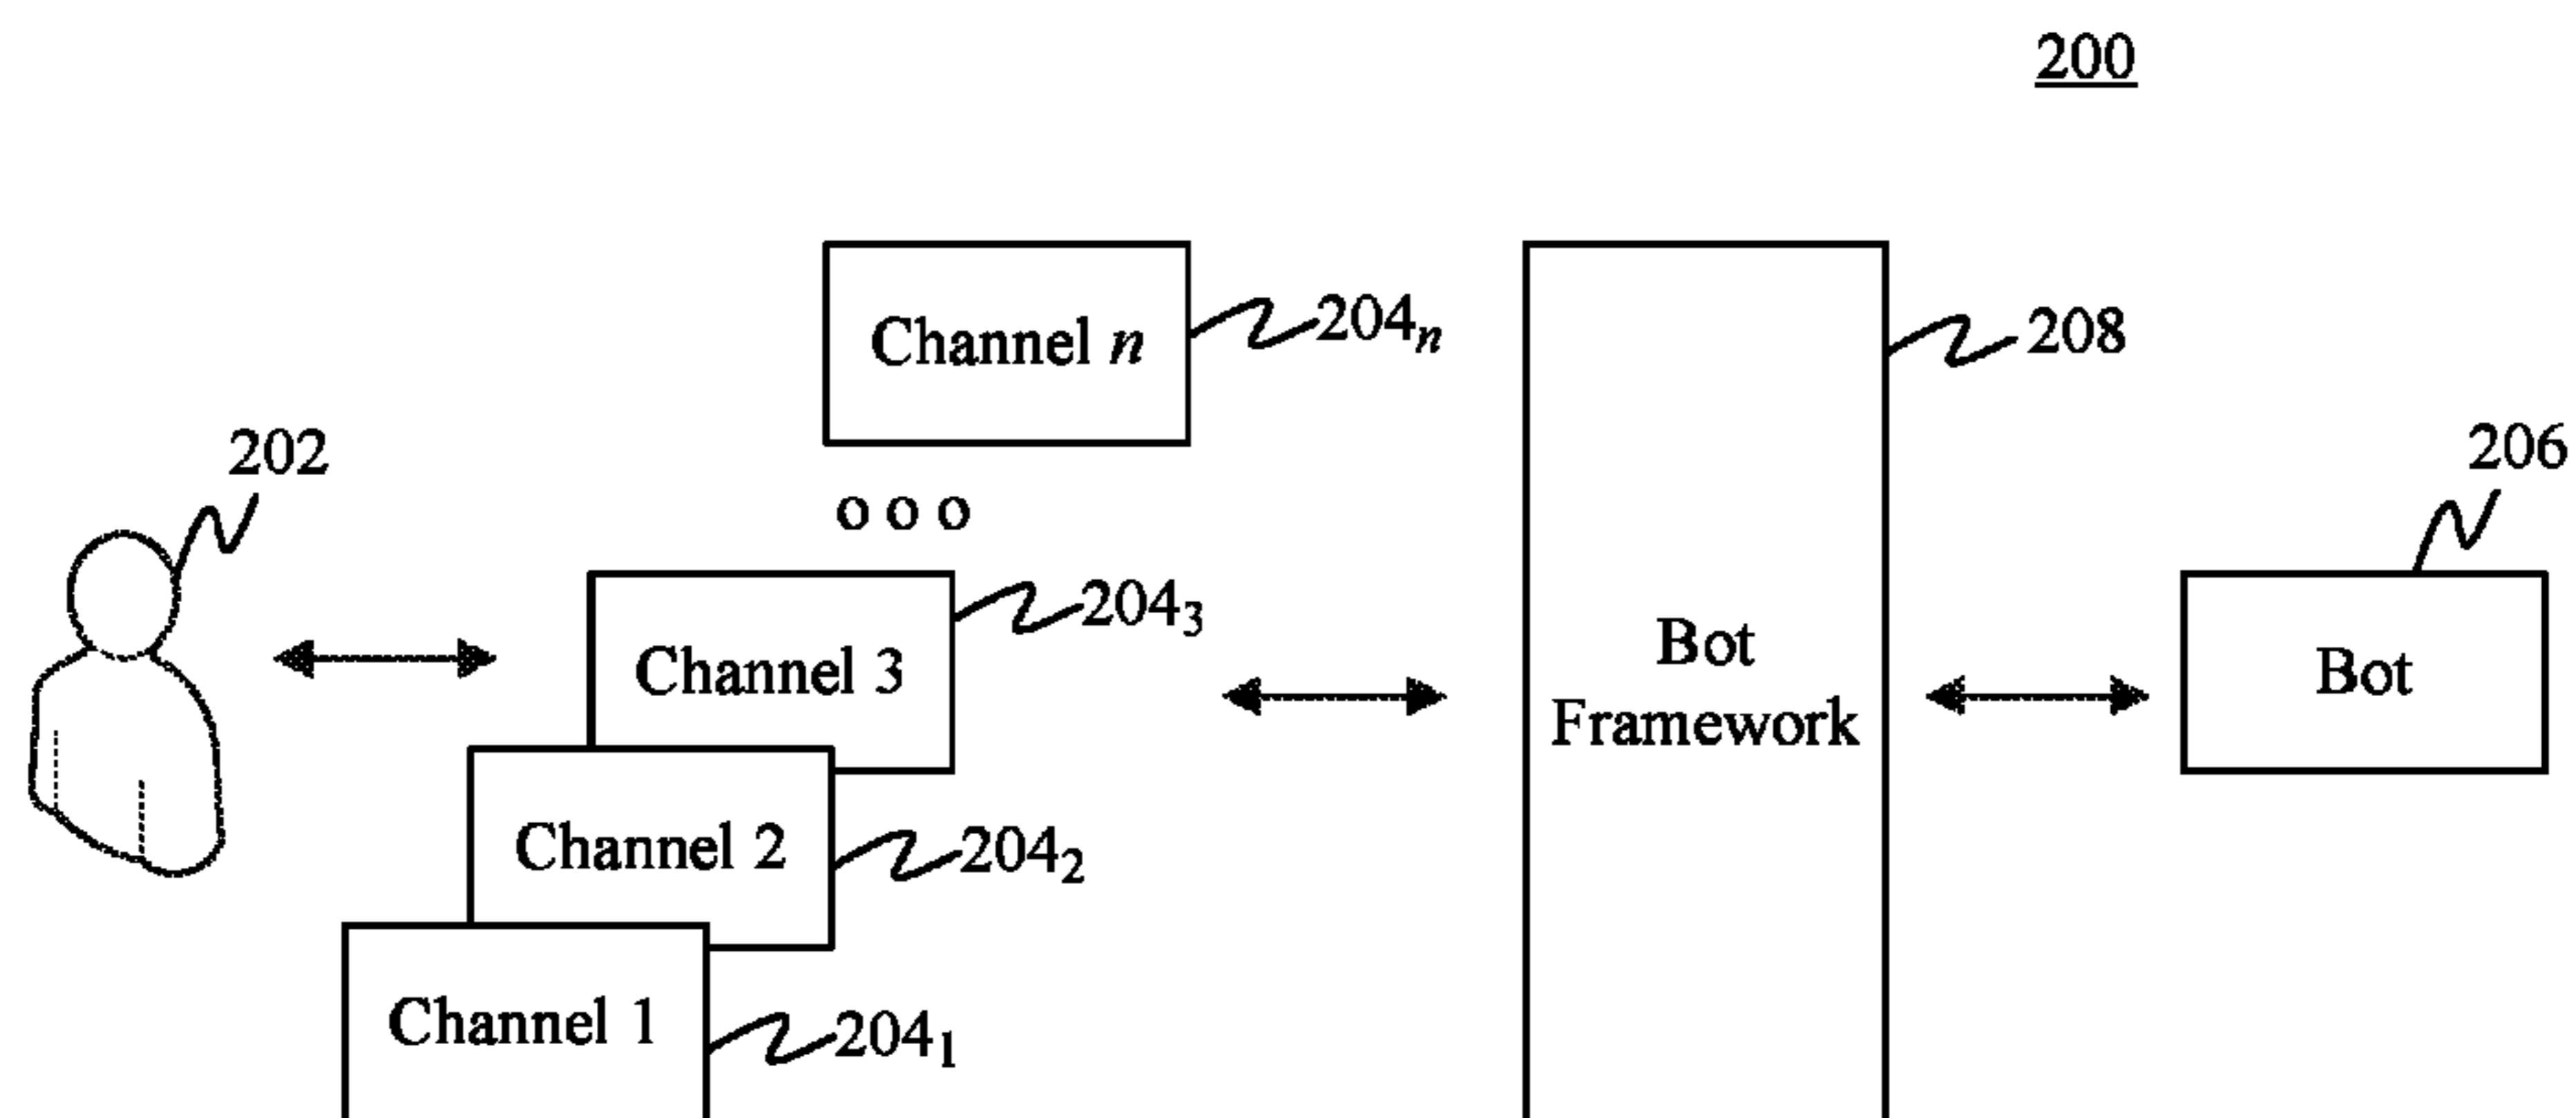 200
Channel n
204n
208
202
206
o o o
2043
Channel 3
Bot
Framework
Bot
Channel 2
2042
Channel 1
2041